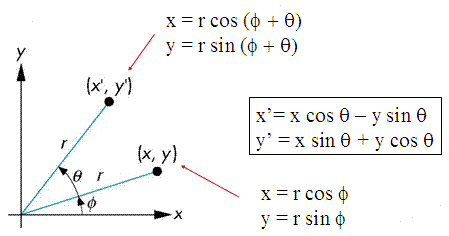 x = r cos (ϕ + θ)
y = r sin (ϕ + θ)
y
(x', y')
x’= x cos θ – y sin θ
y’ = x sin θ + y cos θ
r
(x, y)
θ
r
ϕ
x
x = r cos ϕ
y = r sin ϕ